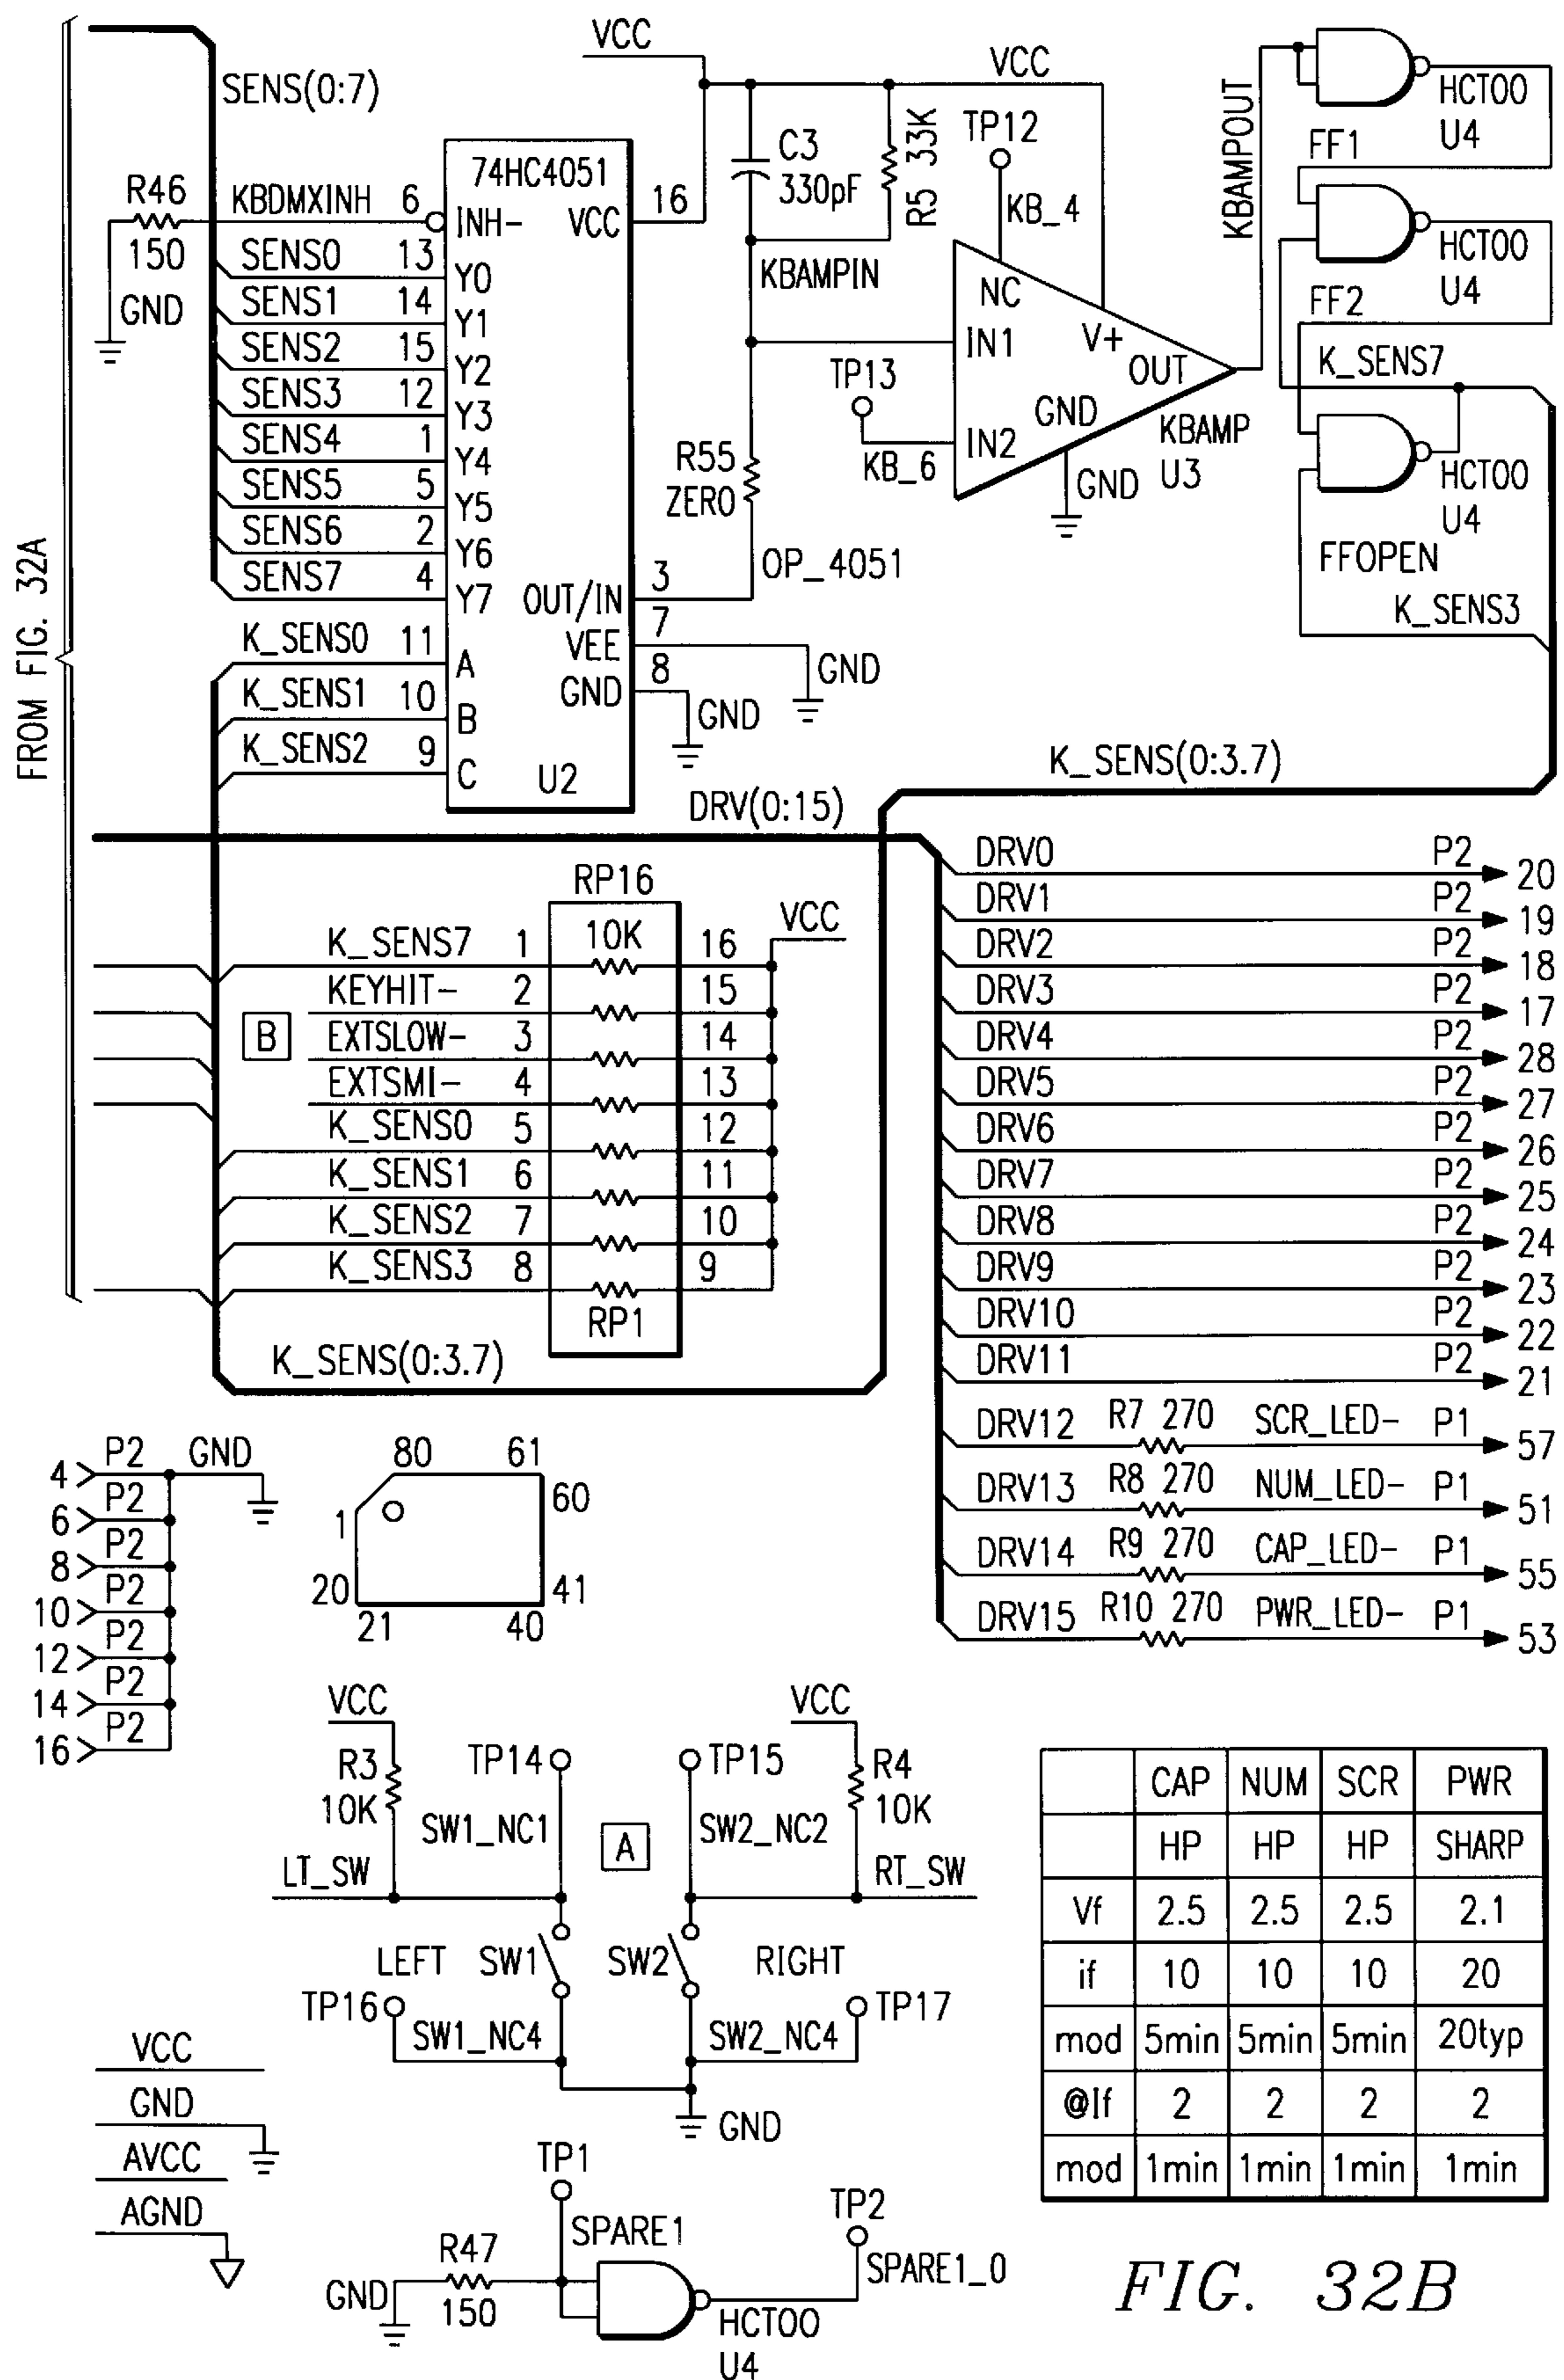 FROM FIG. 32A
SENS(0:7)
VCC
VCC
R46
150
GND
KBDMXINH 6
SENS0 13
SENS1 14
SENS2 15
SENS3 12
SENS4 1
SENS5 5
SENS6 2
SENS7 4
K_SENS0 11
K_SENS1 10
K_SENS2 9
74HC4051
INH-
VCC
16
Y0
Y1
Y2
Y3
Y4
Y5
Y6
Y7
OUT/IN
3
VEE
7
GND
8
A
B
C
U2
GND
GND
C3
330pF
R5 33K
KBAMPIN
R55
ZERO
OP_4051
TP12
KB_4
TP13
KB_6
NC
IN1
IN2
V+
OUT
GND
KBAMP
U3
GND
KBAMPOUT
HCT00
U4
FF1
HCT00
U4
FF2
K_SENS7
HCT00
U4
FFOPEN
K_SENS3
K_SENS(0:3.7)
DRV(0:15)
RP16
10K
VCC
K_SENS7 1 16
KEYHIT- 2 15
B
EXTSLOW- 3 14
EXTSMI- 4 13
K_SENS0 5 12
K_SENS1 6 11
K_SENS2 7 10
K_SENS3 8 9
RP1
K_SENS(0:3.7)
DRV0 P2 20
DRV1 P2 19
DRV2 P2 18
DRV3 P2 17
DRV4 P2 28
DRV5 P2 27
DRV6 P2 26
DRV7 P2 25
DRV8 P2 24
DRV9 P2 23
DRV10 P2 22
DRV11 P2 21
DRV12 R7 270 SCR_LED- P1 57
DRV13 R8 270 NUM_LED- P1 51
DRV14 R9 270 CAP_LED- P1 55
DRV15 R10 270 PWR_LED- P1 53
4 P2 GND
6 P2
8 P2
10 P2
12 P2
14 P2
16 P2
80 61
1 60
20 41
21 40
VCC
R3
10K
TP14
SW1_NC1
LT_SW
A
TP15
SW2_NC2
VCC
R4
10K
RT_SW
LEFT SW1
SW2 RIGHT
TP16
SW1_NC4
SW2_NC4
TP17
GND
VCC
GND
AVCC
AGND
TP1
SPARE1
R47
150
GND
HCT00
U4
TP2
SPARE1_0
CAP NUM SCR PWR
HP HP HP SHARP
Vf 2.5 2.5 2.5 2.1
if 10 10 10 20
mod 5min 5min 5min 20typ
@If 2 2 2 2
mod 1min 1min 1min 1min
FIG. 32B